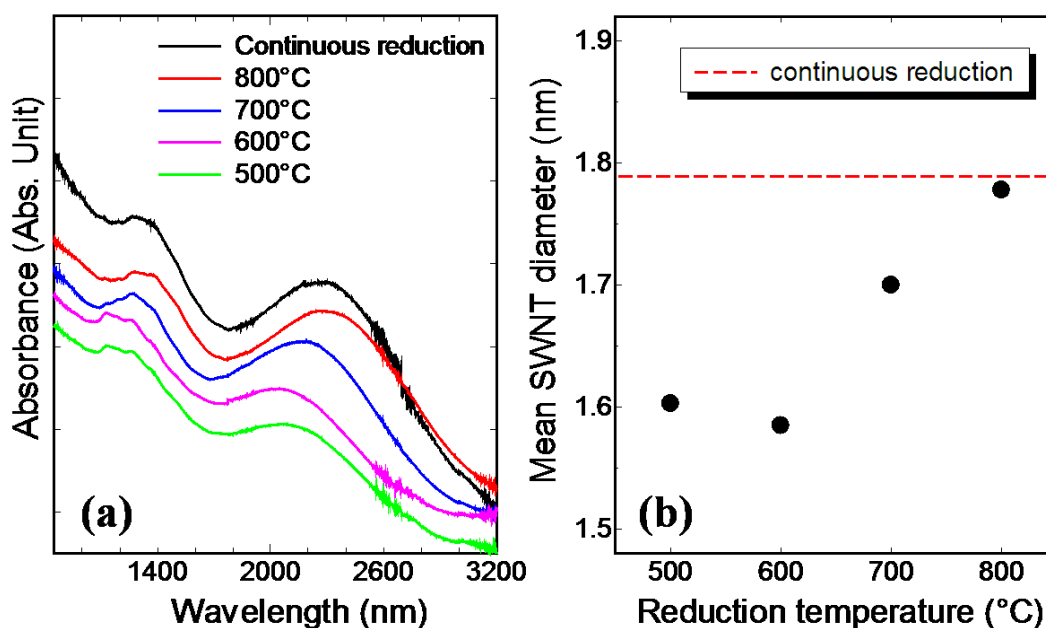 Continuous reduction
800°C
700°C
600°C
500°C
Absorbance (Abs. Unit)
(a)
1400 2000 2600 3200
Wavelength (nm)
continuous reduction
Mean SWNT diameter (nm)
1.9
1.8
1.7
1.6
1.5
(b)
500 600 700 800
Reduction temperature (°C)